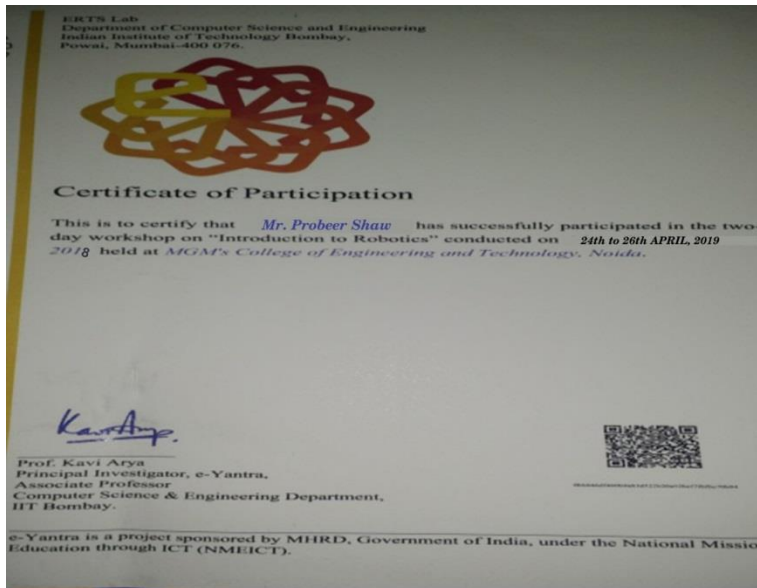 ERTS Lab
Department of Computer Science and Engineering
Indian Institute of Technology Bombay,
Powai, Mumbai-400 076.
e
Certificate of Participation
This is to certify that Mr. Probeer Shaw has successfully participated in the two-
day workshop on "Introduction to Robotics" conducted on 24th to 26th APRIL, 2019
2018 held at MGM's College of Engineering and Technology, Noida.
Prof. Kavi Arya
Principal Investigator, e-Yantra,
Associate Professor
Computer Science & Engineering Department,
IIT Bombay.
e-Yantra is a project sponsored by MHRD, Government of India, under the National Missio
Education through ICT (NMEICT).